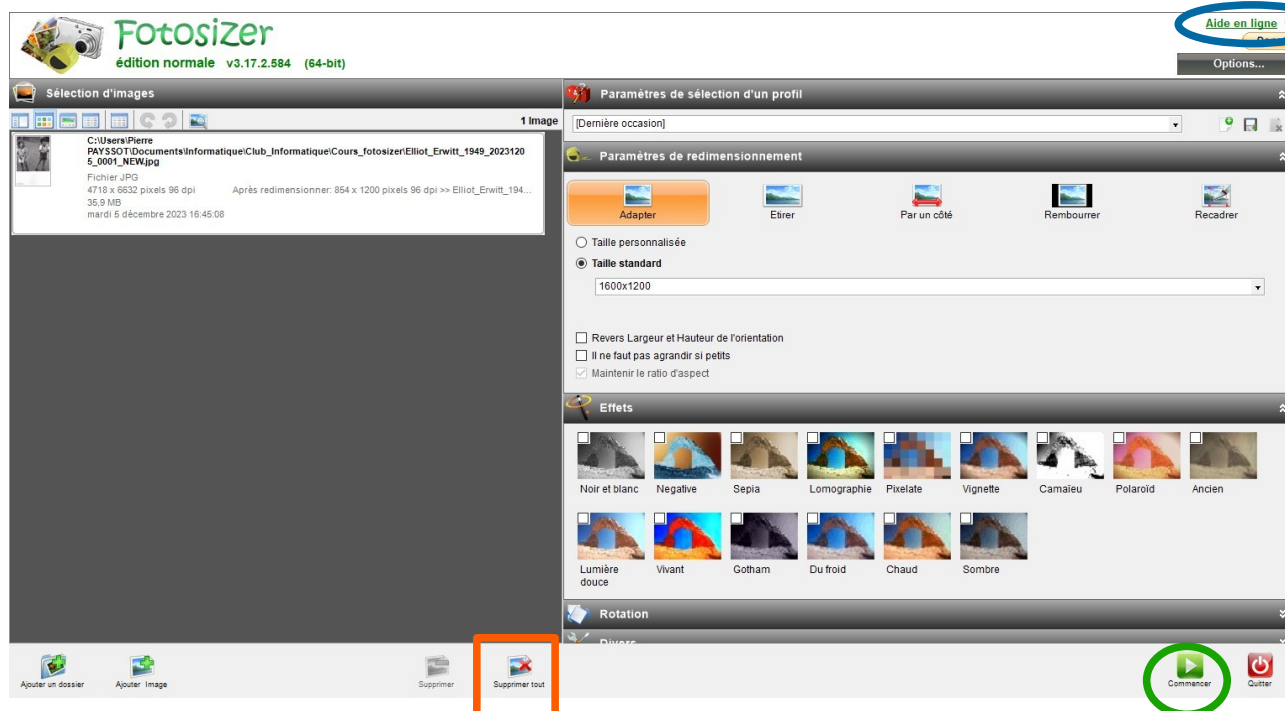 Fotosizer
édition normale v3.17.2.584 (64-bit)
Aide en ligne
Options...
Sélection d'images
1 Image
C:\Users\Pierre
PAYSSOT\Documents\Informatique\Club_Informatique\Cours_fotosizer\Elliot_Erwitt_1949_2023120
5_0001_NEW.jpg
Fichier JPG
4718 x 6632 pixels 96 dpi Après redimensionner: 854 x 1200 pixels 96 dpi >> Elliot_Erwitt_194...
35,9 MB
mardi 5 décembre 2023 16:45:08
Paramètres de sélection d'un profil
[Dernière occasion]
Paramètres de redimensionnement
Adapter Etirer Par un côté Rembourrer Recadrer
Taille personnalisée
Taille standard
1600x1200
Revers Largeur et Hauteur de l'orientation
Il ne faut pas agrandir si petits
Maintenir le ratio d'aspect
Effets
Noir et blanc Negative Sepia Lomographie Pixelate Vignette Camaïeu Polaroïd Ancien
Lumière Vivant Gotham Du froid Chaud Sombre
douce
Rotation
Divers
Ajouter un dossier Ajouter Image Supprimer Supprimer tout Commencer Quitter